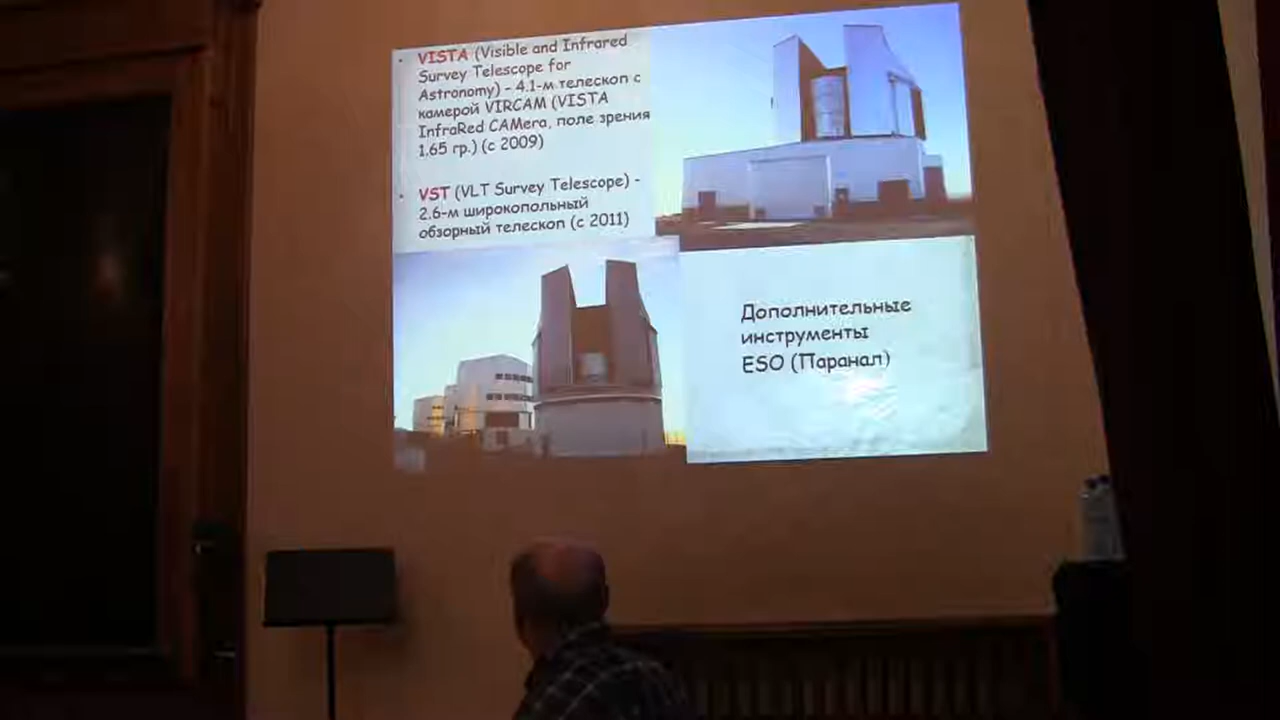 • VISTA (Visible and Infrared
Survey Telescope for
Astronomy) – 4.1-м телескоп с
камерой VIRCAM (VISTA
InfraRed CAMera, поле зрения
1.65 гр.) (с 2009)
• VST (VLT Survey Telescope) –
2.6-м широкопольный
обзорный телескоп (с 2011)
Дополнительные
инструменты
ESO (Паранал)